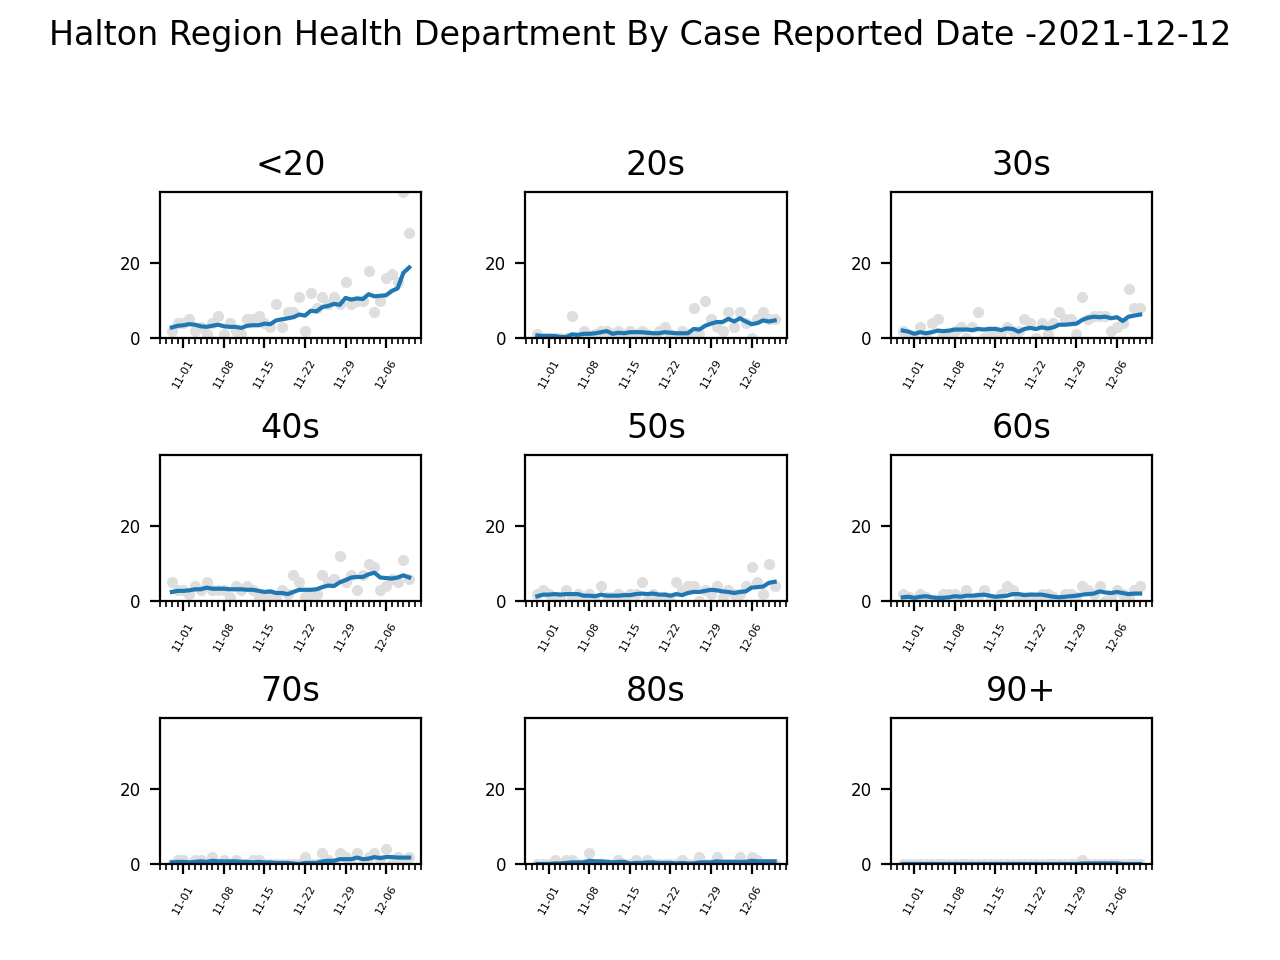 Halton Region Health Department By Case Reported Date -2021-12-12
<20 20s 30s
20 20 20
0 0 0
11-01 11-08 11-15 11-22 11-29 12-06 11-01 11-08 11-15 11-22 11-29 12-06 11-01 11-08 11-15 11-22 11-29 12-06
40s 50s 60s
20 20 20
0 0 0
11-01 11-08 11-15 11-22 11-29 12-06 11-01 11-08 11-15 11-22 11-29 12-06 11-01 11-08 11-15 11-22 11-29 12-06
70s 80s 90+
20 20 20
0 0 0
11-01 11-08 11-15 11-22 11-29 12-06 11-01 11-08 11-15 11-22 11-29 12-06 11-01 11-08 11-15 11-22 11-29 12-06